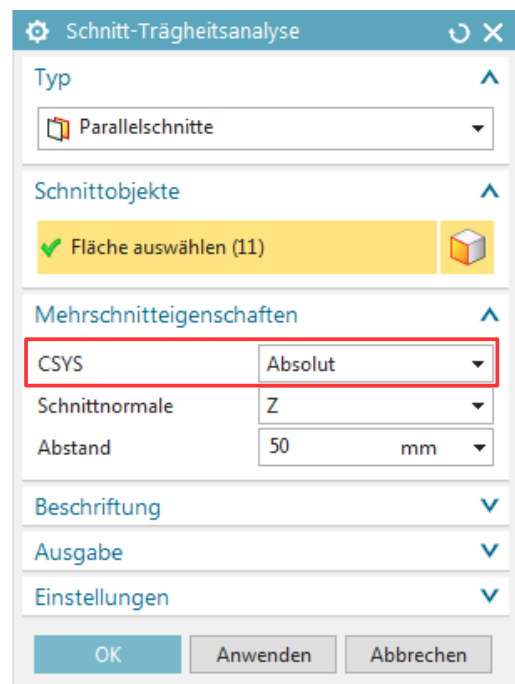 Schnitt-Trägheitsanalyse
Typ
Parallelschnitte
Schnittobjekte
Fläche auswählen (11)
Mehrschnitteigenschaften
CSYS Absolut
Schnittnormale Z
Abstand 50 mm
Beschriftung
Ausgabe
Einstellungen
OK Anwenden Abbrechen